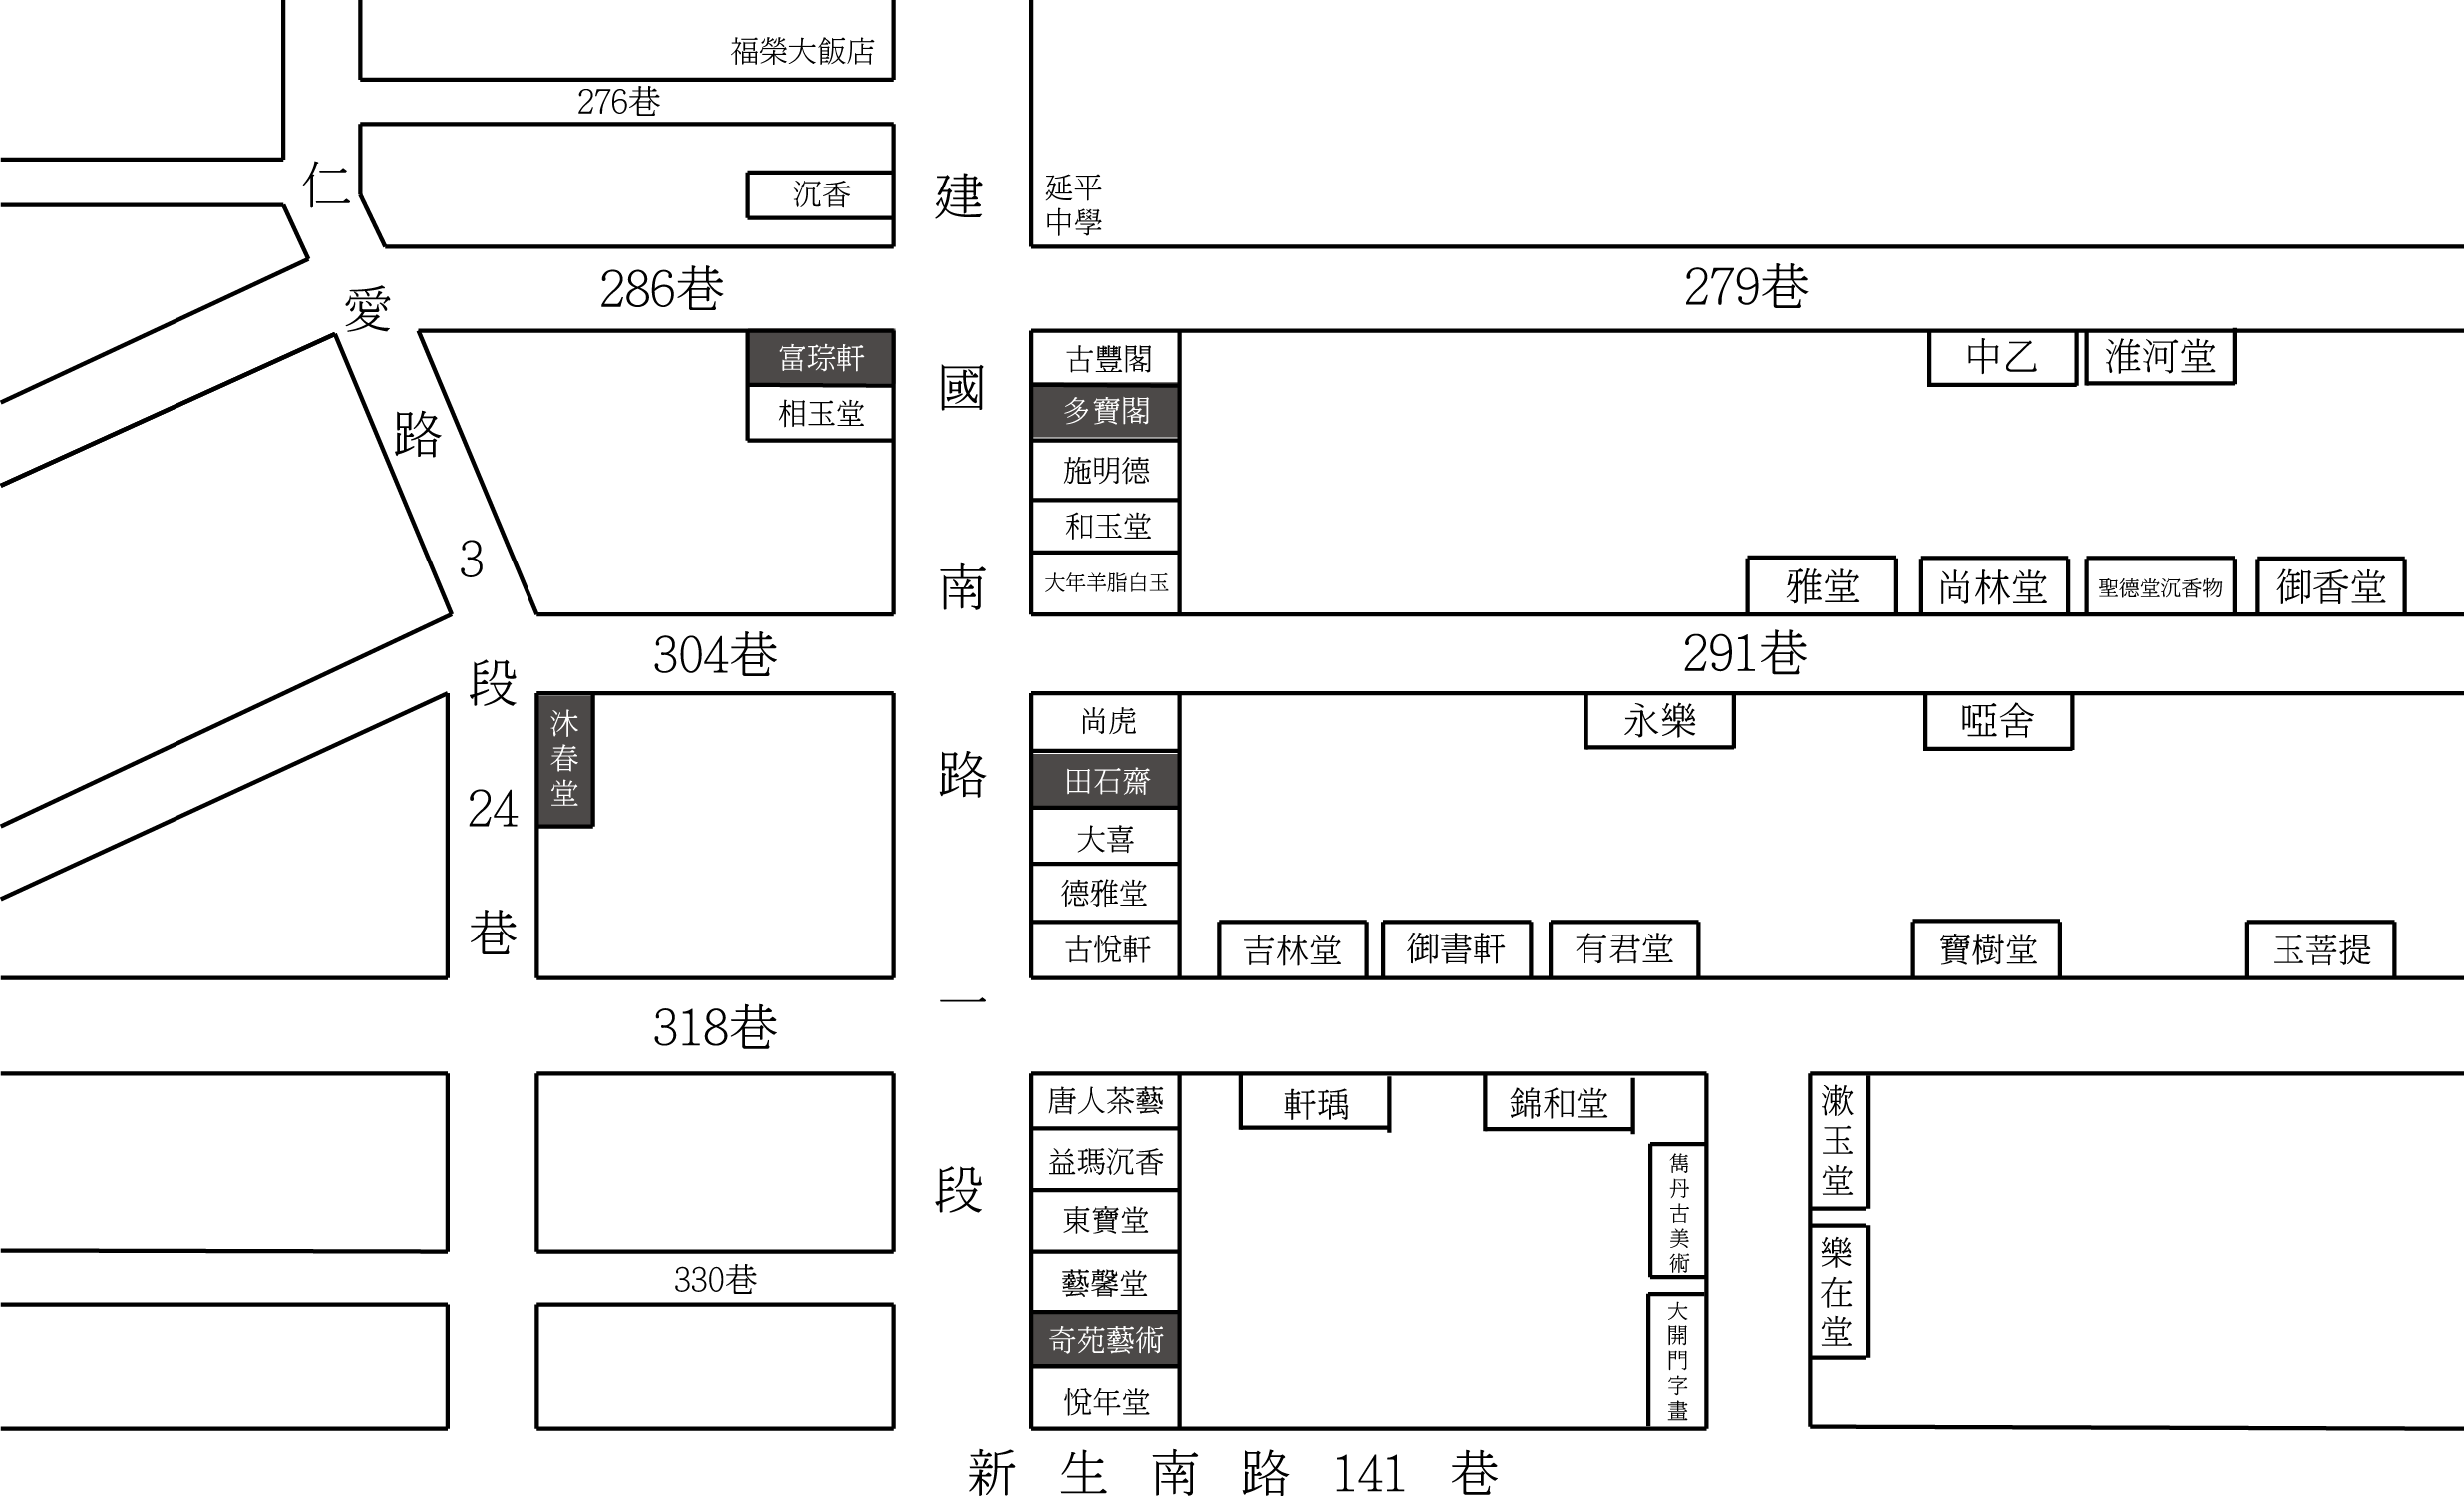 福榮大飯店
276巷
沉香
延平
中學
仁愛路3段24巷
建國南路一段
286巷
279巷
富琮軒
相玉堂
古豐閣
多寶閣
施明德
和玉堂
大年羊脂白玉
中乙
淮河堂
雅堂
尚林堂
聖德堂沉香物
御香堂
304巷
291巷
沐春堂
尚虎
田石齋
大喜
德雅堂
古悅軒
永樂
啞舍
吉林堂
御書軒
有君堂
寶樹堂
玉菩提
318巷
唐人茶藝
益瑪沉香
東寶堂
藝馨堂
奇苑藝術
悅年堂
軒瑀
錦和堂
雋丹古美術
大開門字畫
漱玉堂
樂在堂
330巷
新生南路141巷